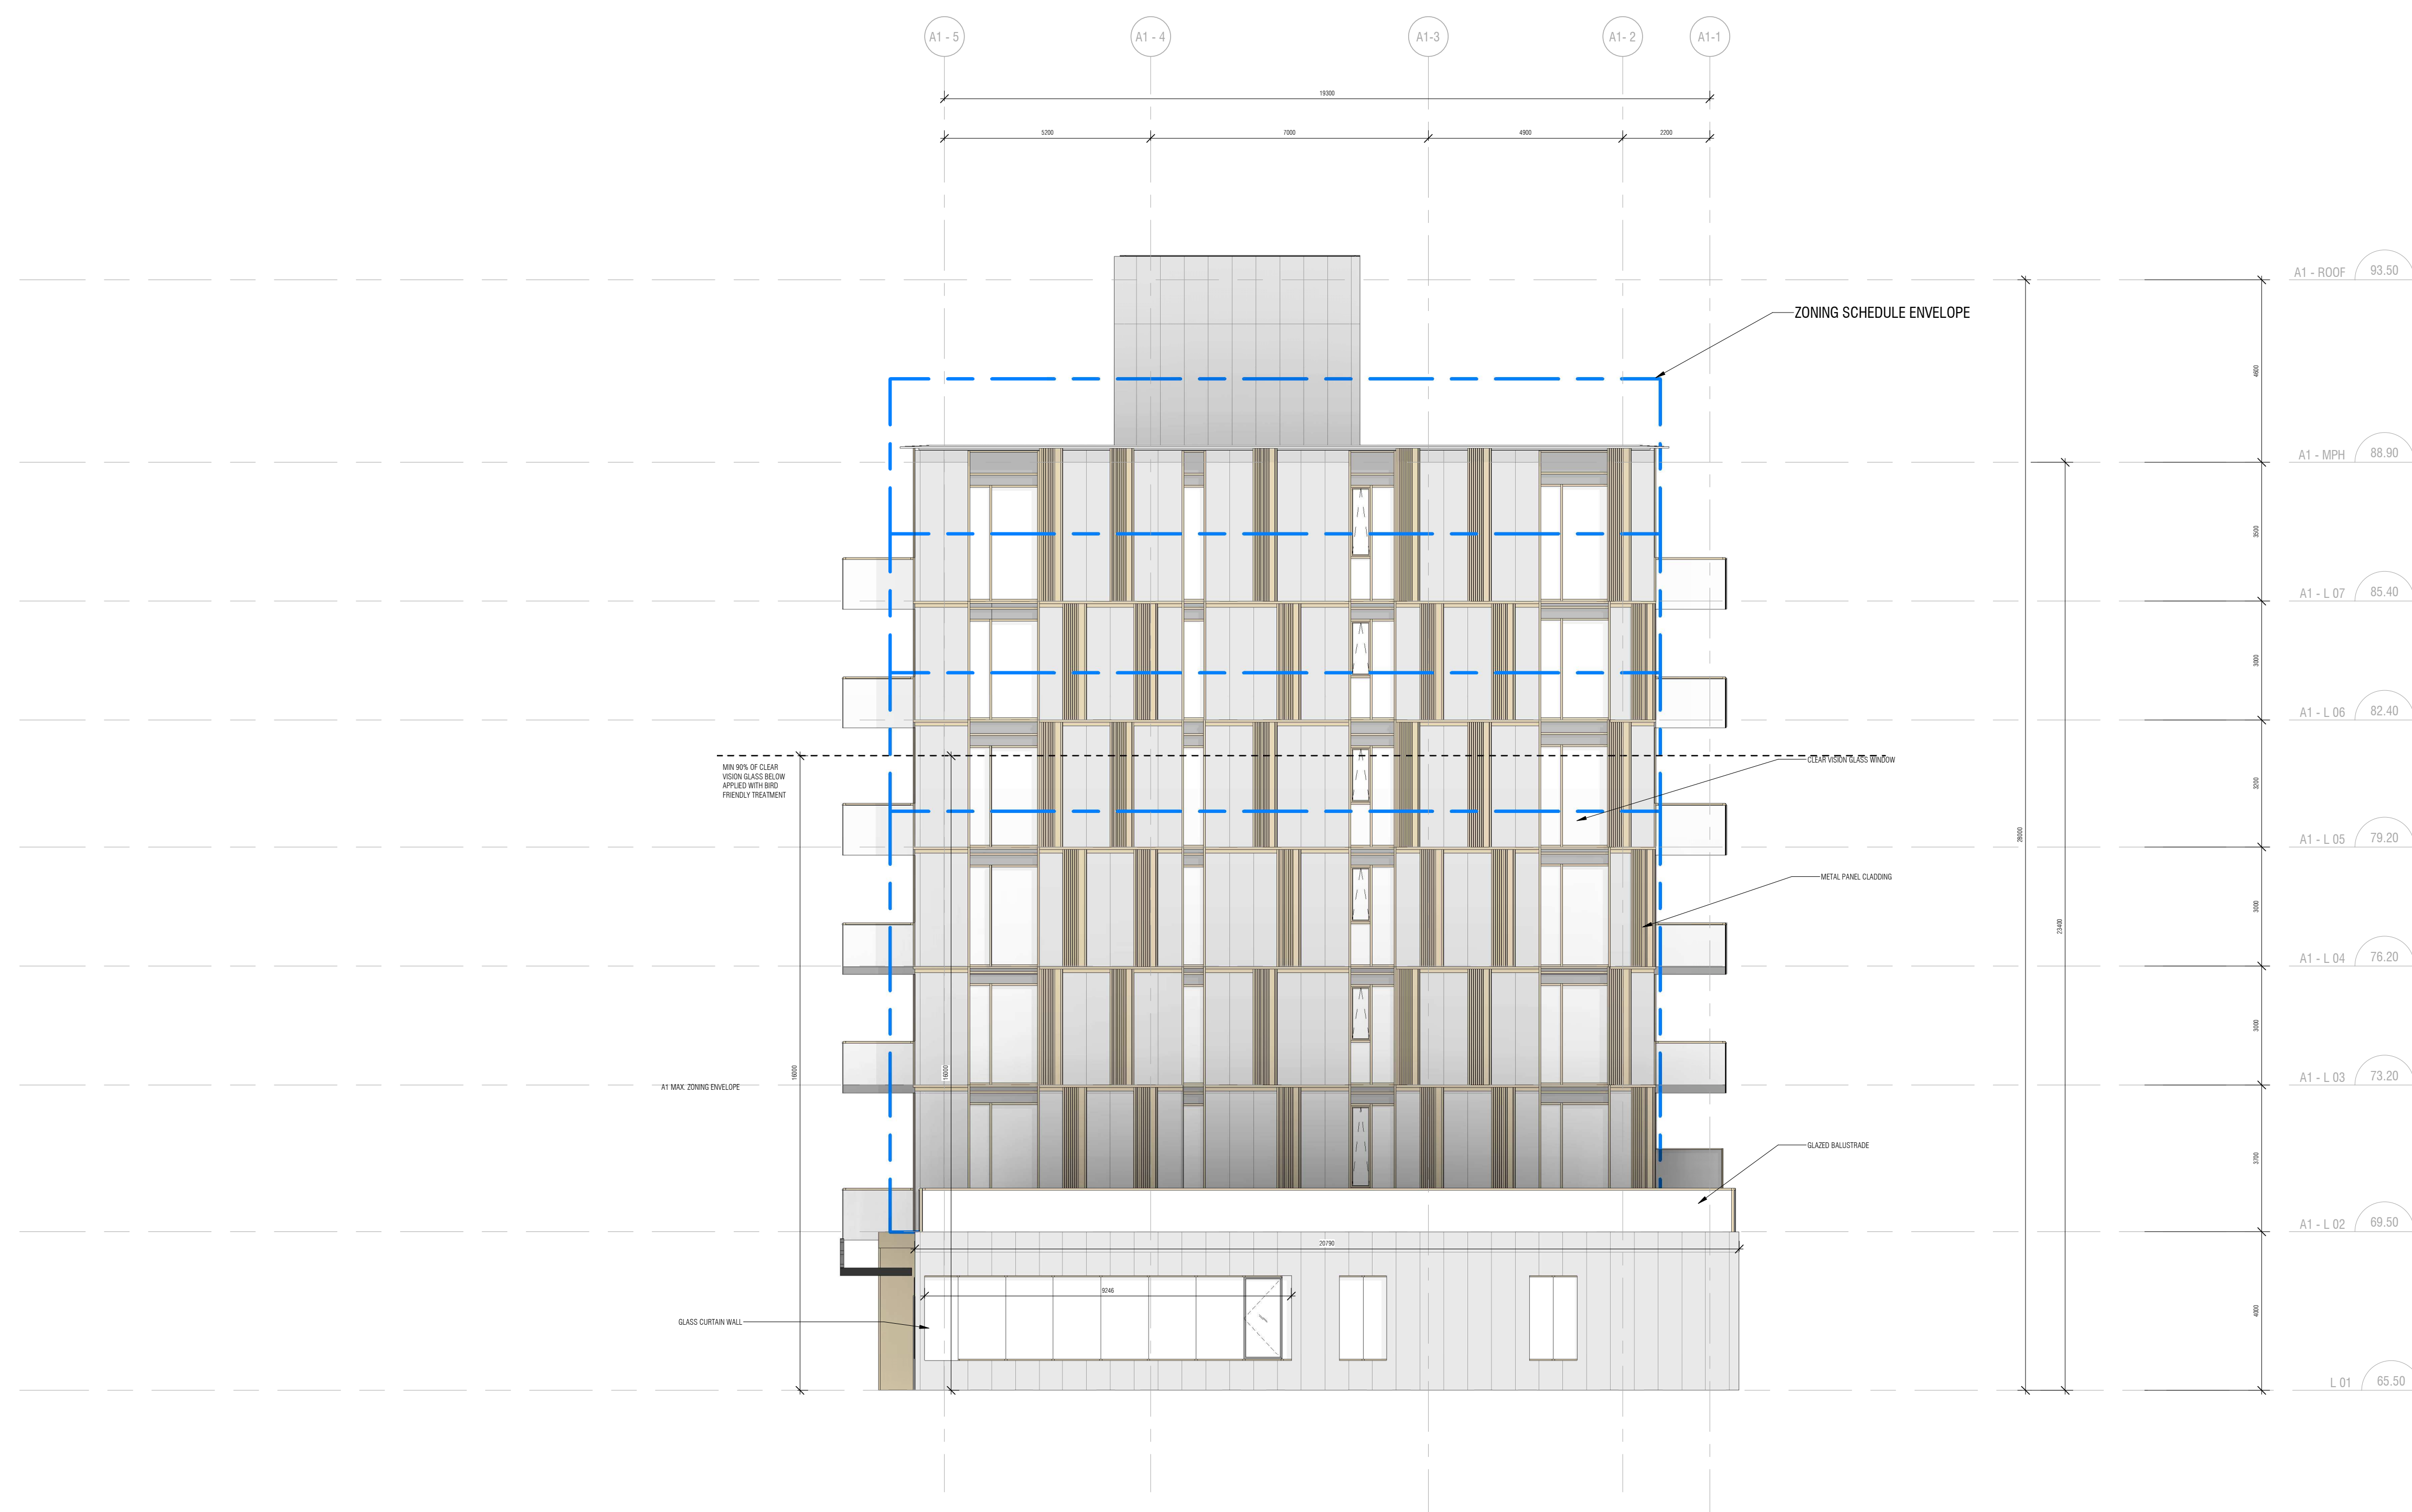 A1 - 5
A1 - 4
A1-3
A1- 2
A1-1
19300
5200
7000
4900
2200
A1 - ROOF 93.50
ZONING SCHEDULE ENVELOPE
4600
A1 - MPH 88.90
3500
A1 - L 07 85.40
3000
A1 - L 06 82.40
MIN 90% OF CLEAR
VISION GLASS BELOW
APPLIED WITH BIRD
FRIENDLY TREATMENT
CLEAR VISION GLASS WINDOW
3200
28000
A1 - L 05 79.20
METAL PANEL CLADDING
3000
23400
A1 - L 04 76.20
3000
16000
16000
A1 MAX. ZONING ENVELOPE
A1 - L 03 73.20
GLAZED BALUSTRADE
3700
A1 - L 02 69.50
20790
9246
4000
GLASS CURTAIN WALL
L 01 65.50